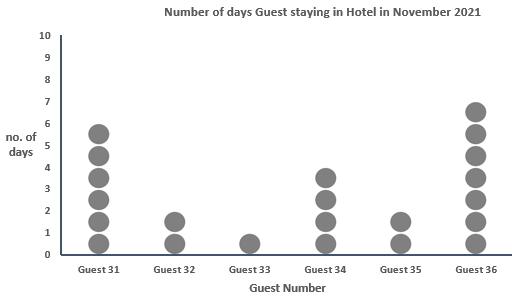 Number of days Guest staying in Hotel in November 2021
10
9
8
7
6
5
4
3
2
1
0
no. of
days
Guest 31
Guest 32
Guest 33
Guest 34
Guest 35
Guest 36
Guest Number